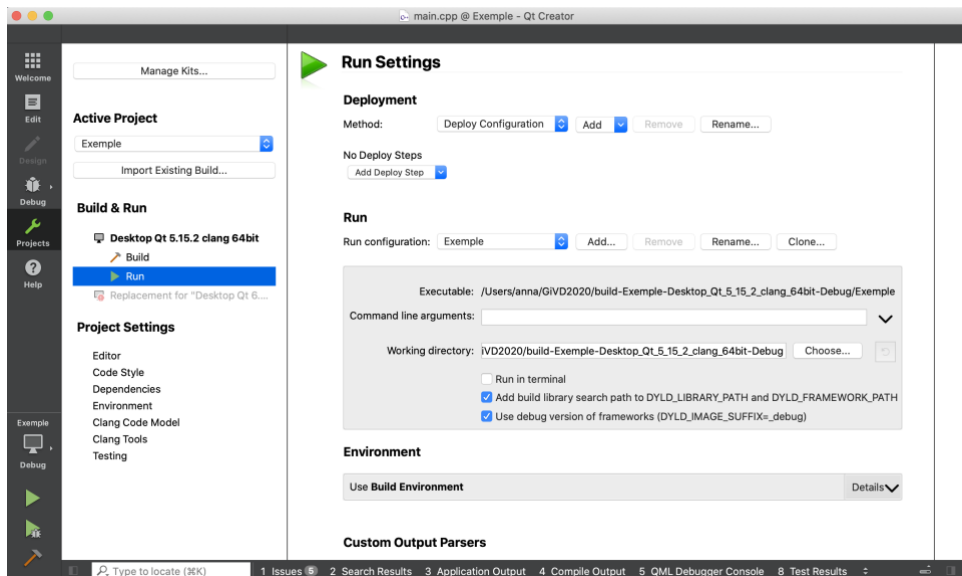 main.cpp @ Exemple - Qt Creator
Welcome
Edit
Design
Debug
Projects
Help
Exemple
Debug
Manage Kits...
Active Project
Exemple
Import Existing Build...
Build & Run
Desktop Qt 5.15.2 clang 64bit
Build
Run
Replacement for "Desktop Qt 6....
Project Settings
Editor
Code Style
Dependencies
Environment
Clang Code Model
Clang Tools
Testing
Run Settings
Deployment
Method: Deploy Configuration Add Remove Rename...
No Deploy Steps
Add Deploy Step
Run
Run configuration: Exemple Add... Remove Rename... Clone...
Executable: /Users/anna/GiVD2020/build-Exemple-Desktop_Qt_5_15_2_clang_64bit-Debug/Exemple
Command line arguments:
Working directory: iVD2020/build-Exemple-Desktop_Qt_5_15_2_clang_64bit-Debug Choose...
Run in terminal
Add build library search path to DYLD_LIBRARY_PATH and DYLD_FRAMEWORK_PATH
Use debug version of frameworks (DYLD_IMAGE_SUFFIX=_debug)
Environment
Use Build Environment Details
Custom Output Parsers
Type to locate (⌘K) 1 Issues 5 2 Search Results 3 Application Output 4 Compile Output 5 QML Debugger Console 8 Test Results